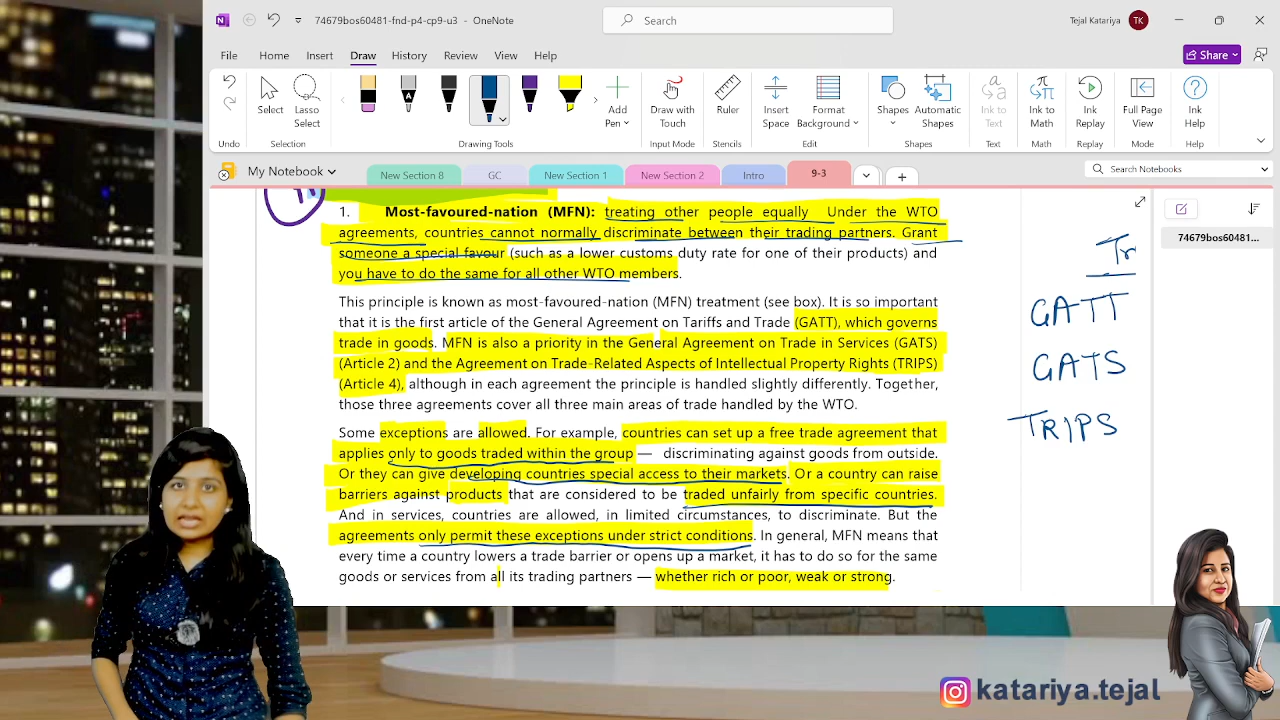 74679bos60481-fnd-p4-cp9-u3 - OneNote
Search
Tejal Katariya
TK
File Home Insert Draw History Review View Help
Share
Select
Lasso Select
Add Pen
Draw with Touch
Ruler
Insert Space
Format Background
Shapes
Automatic Shapes
Ink to Text
Ink to Math
Ink Replay
Full Page View
Ink Help
Undo Selection Drawing Tools Input Mode Stencils Edit Convert Replay Mode Help
My Notebook
New Section 8 GC New Section 1 New Section 2 Intro 9-3
Search Notebooks
74679bos60481...
1. Most-favoured-nation (MFN): treating other people equally Under the WTO
agreements, countries cannot normally discriminate between their trading partners. Grant
someone a special favour (such as a lower customs duty rate for one of their products) and
you have to do the same for all other WTO members.
This principle is known as most-favoured-nation (MFN) treatment (see box). It is so important
that it is the first article of the General Agreement on Tariffs and Trade (GATT), which governs
trade in goods. MFN is also a priority in the General Agreement on Trade in Services (GATS)
(Article 2) and the Agreement on Trade-Related Aspects of Intellectual Property Rights (TRIPS)
(Article 4), although in each agreement the principle is handled slightly differently. Together,
those three agreements cover all three main areas of trade handled by the WTO.
Some exceptions are allowed. For example, countries can set up a free trade agreement that
applies only to goods traded within the group — discriminating against goods from outside.
Or they can give developing countries special access to their markets. Or a country can raise
barriers against products that are considered to be traded unfairly from specific countries.
And in services, countries are allowed, in limited circumstances, to discriminate. But the
agreements only permit these exceptions under strict conditions. In general, MFN means that
every time a country lowers a trade barrier or opens up a market, it has to do so for the same
goods or services from all its trading partners — whether rich or poor, weak or strong.
Tr
GATT
GATS
TRIPS
katariya.tejal